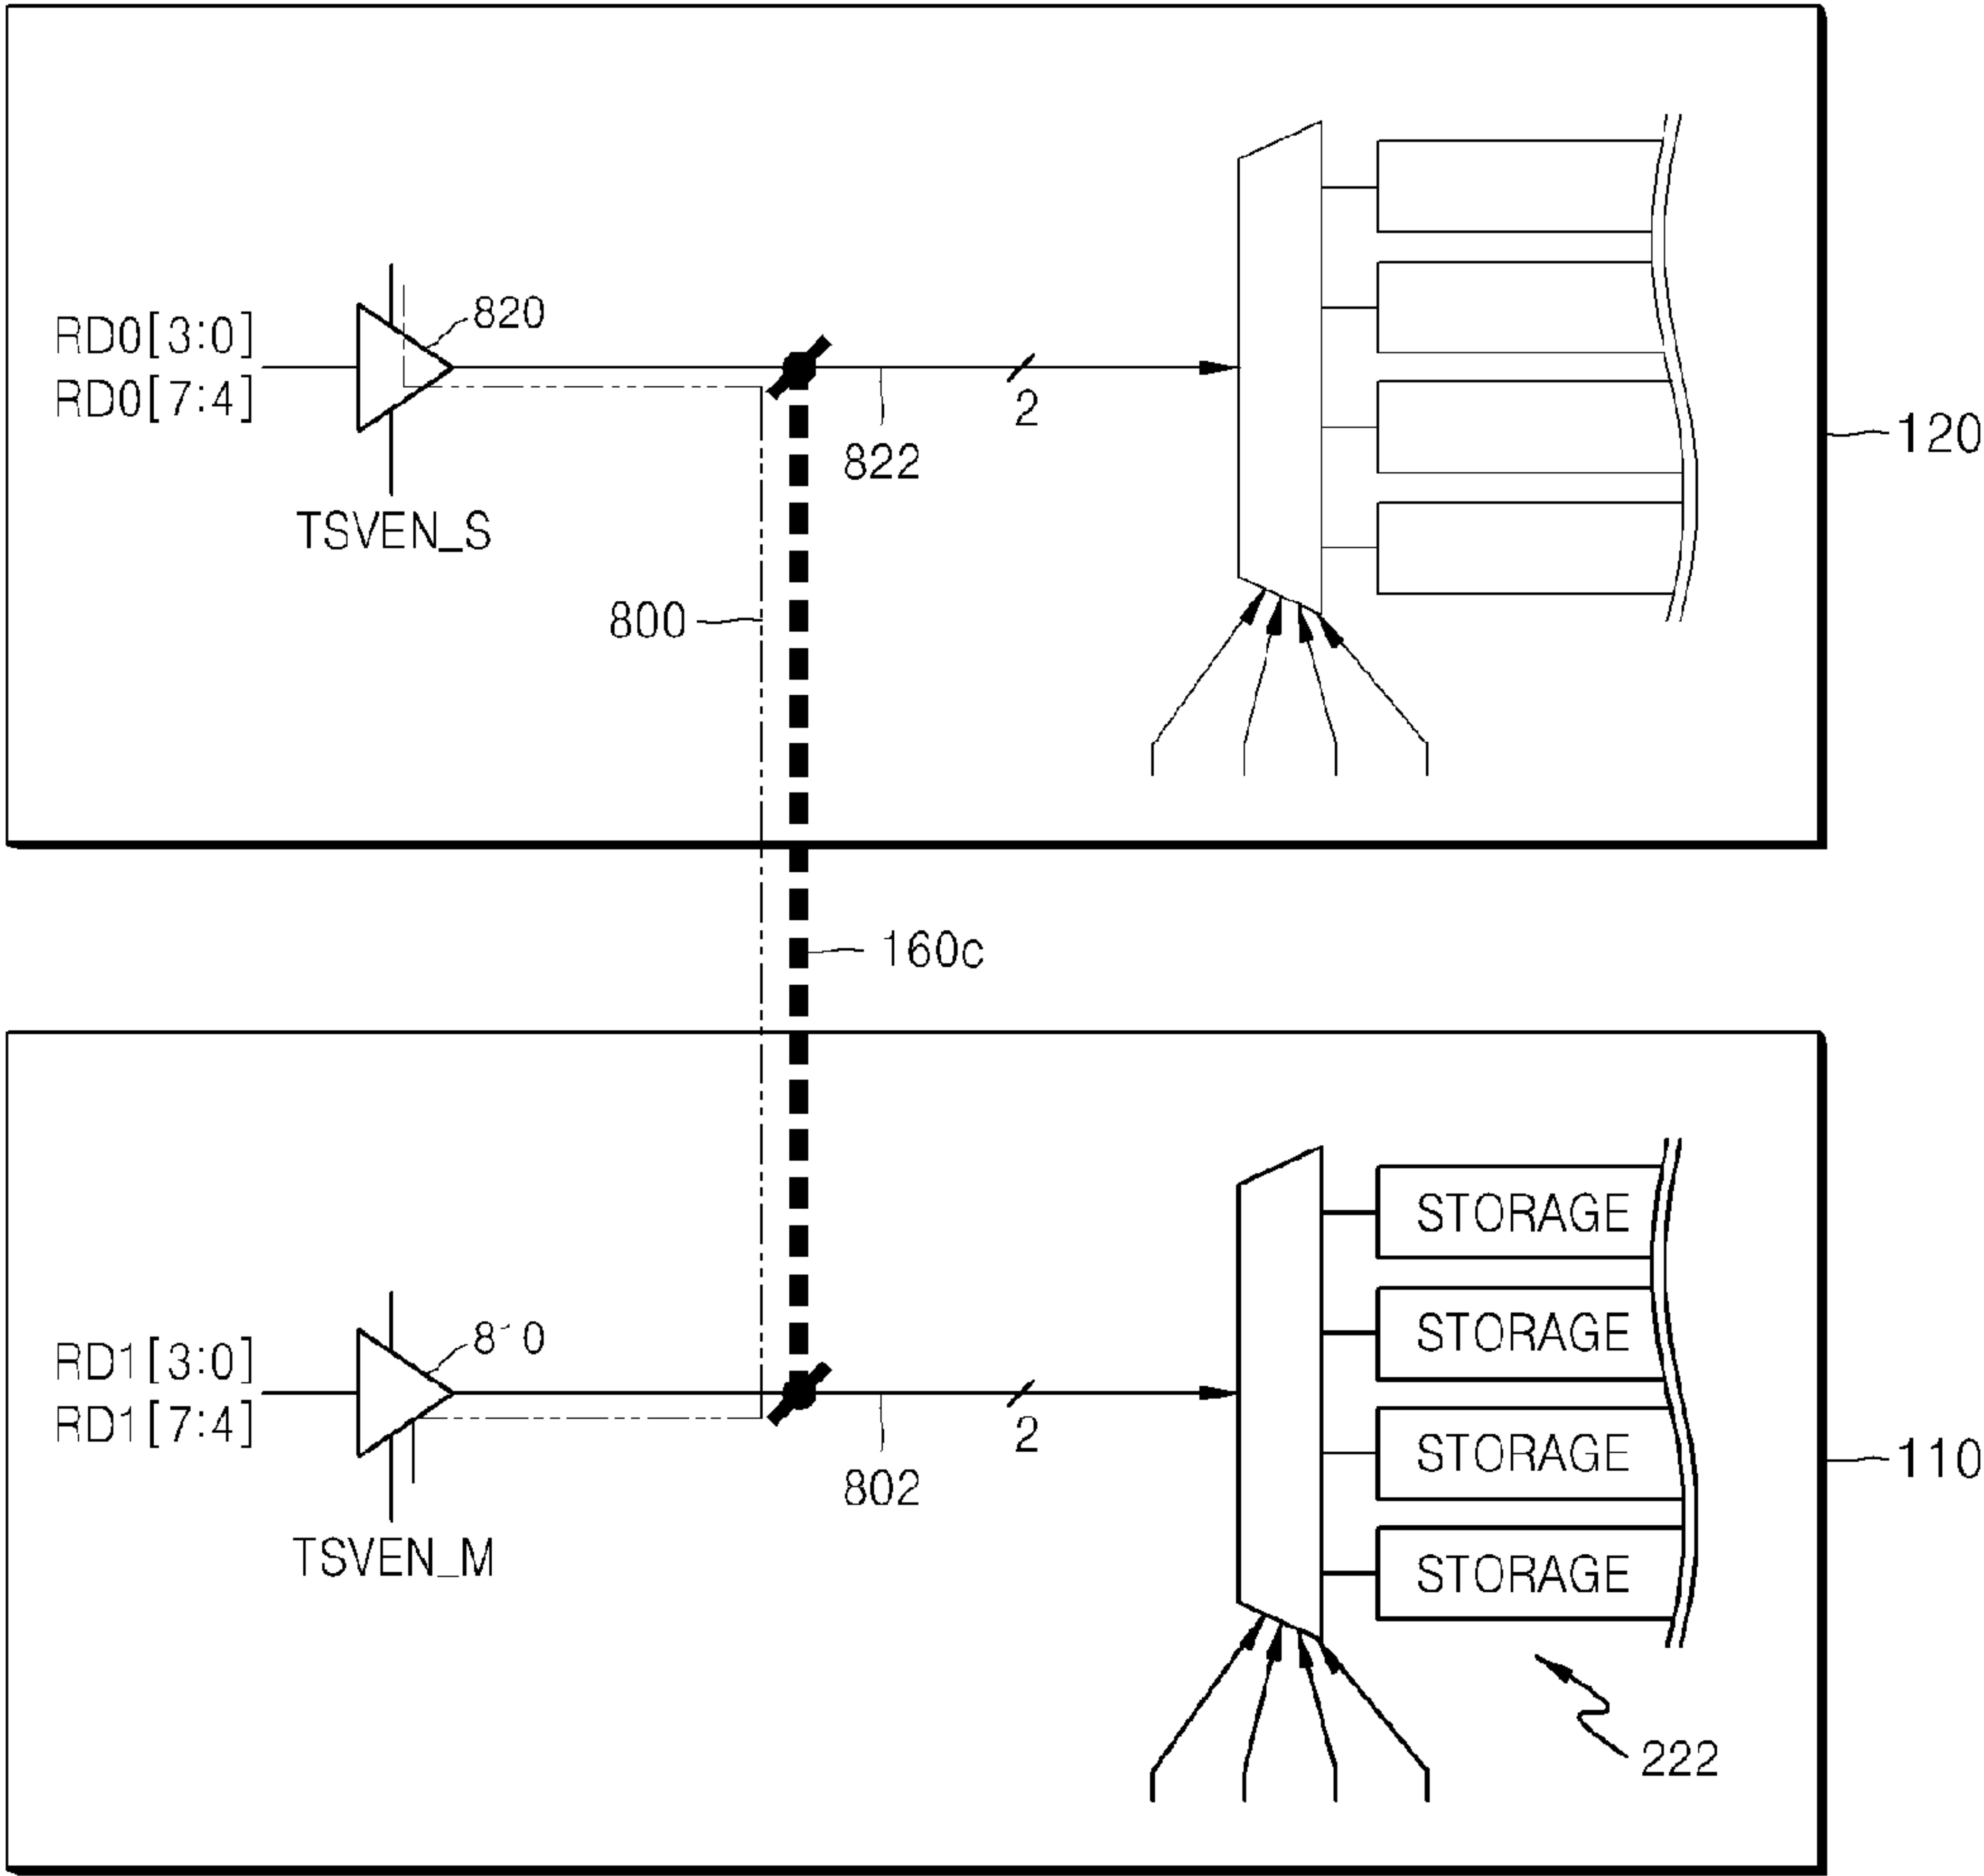 820
RD0[3:0]
RD0[7:4]
2
822
120
TSVEN_S
800
160c
STORAGE
STORAGE
810
RD1[3:0]
RD1[7:4]
2
802
STORAGE
110
TSVEN_M
STORAGE
222